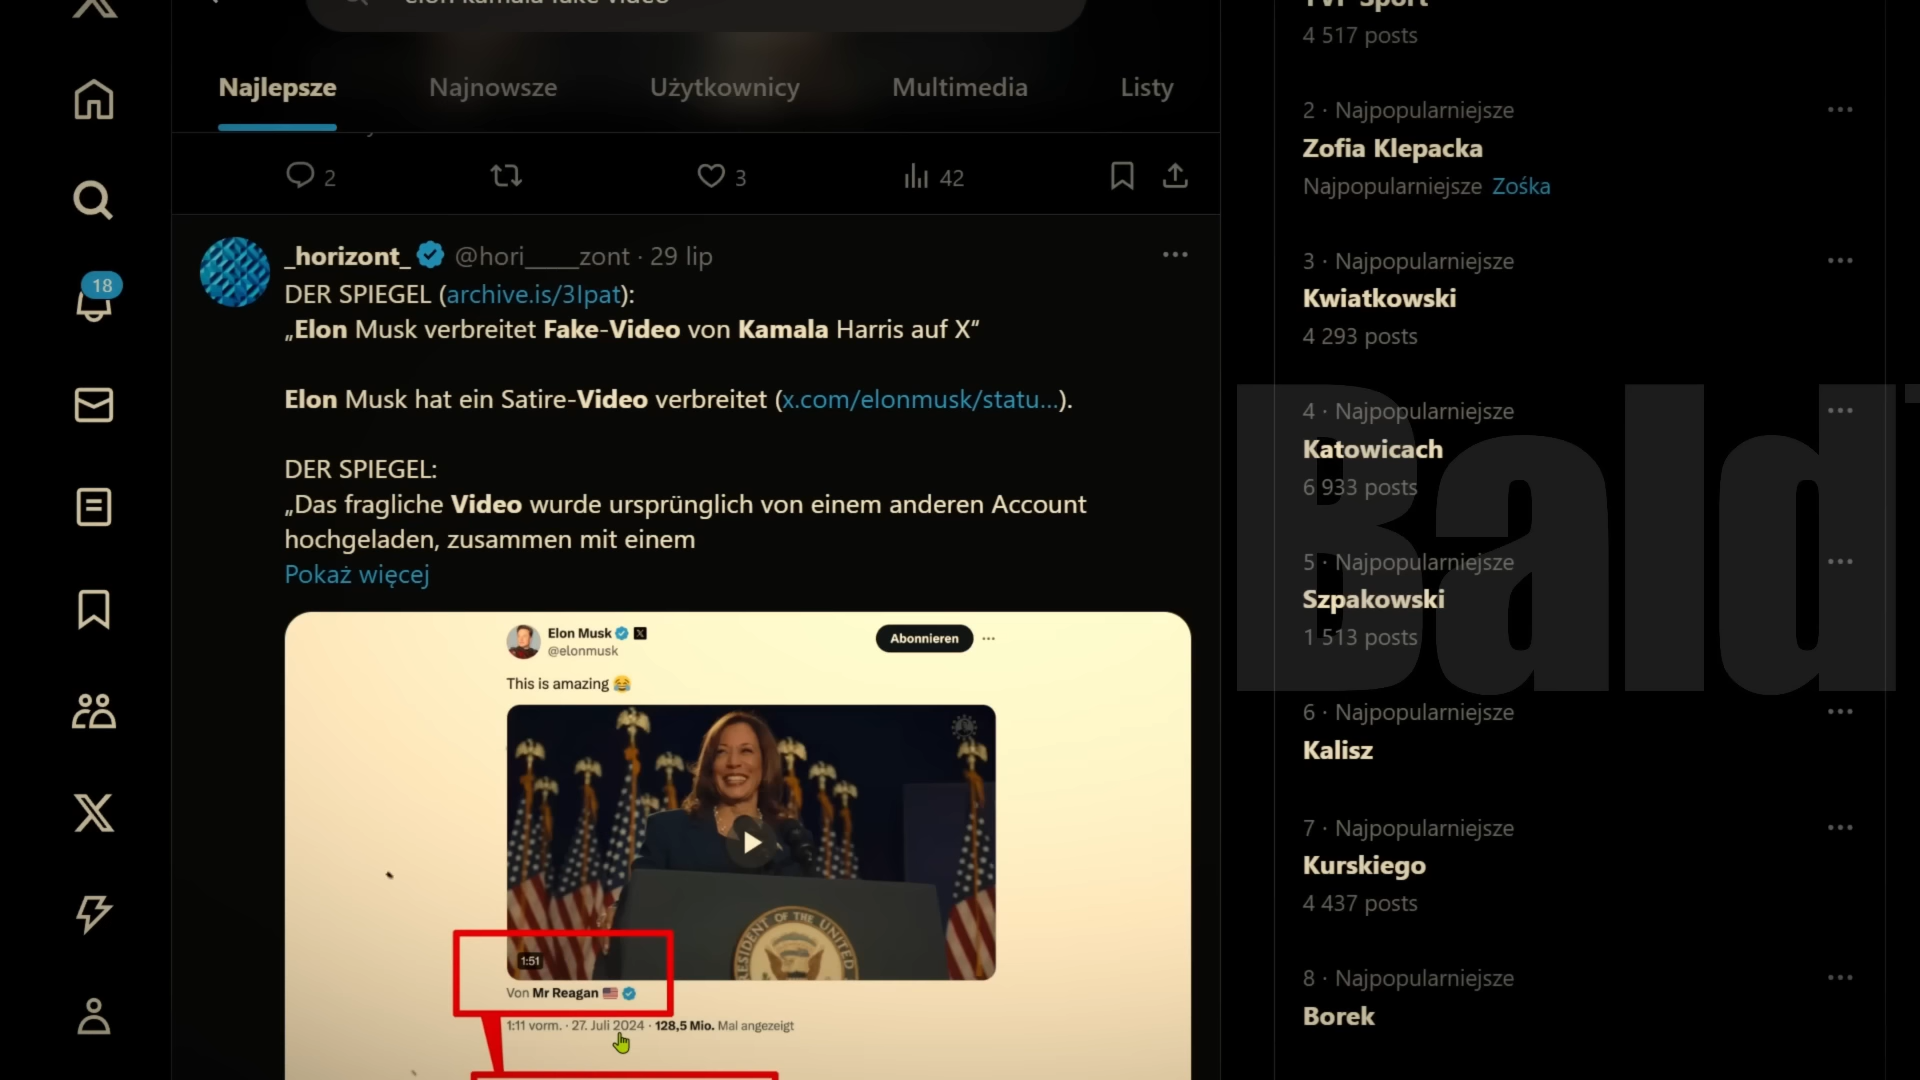 Najlepsze
Najnowsze
Użytkownicy
Multimedia
Listy
2
3
42
18
_horizont_ @hori____zont · 29 lip
DER SPIEGEL (archive.is/3Ipat):
„Elon Musk verbreitet Fake-Video von Kamala Harris auf X“
Elon Musk hat ein Satire-Video verbreitet (x.com/elonmusk/statu...).
DER SPIEGEL:
„Das fragliche Video wurde ursprünglich von einem anderen Account
hochgeladen, zusammen mit einem
Pokaż więcej
Elon Musk
@elonmusk
Abonnieren
This is amazing 😂
1:51
Von Mr Reagan 🇺🇸
1:11 vorm. · 27. Juli 2024 · 128,5 Mio. Mal angezeigt
4 517 posts
2 · Najpopularniejsze
Zofia Klepacka
Najpopularniejsze Zośka
3 · Najpopularniejsze
Kwiatkowski
4 293 posts
4 · Najpopularniejsze
Katowicach
6 933 posts
5 · Najpopularniejsze
Szpakowski
1 513 posts
6 · Najpopularniejsze
Kalisz
7 · Najpopularniejsze
Kurskiego
4 437 posts
8 · Najpopularniejsze
Borek
Bald